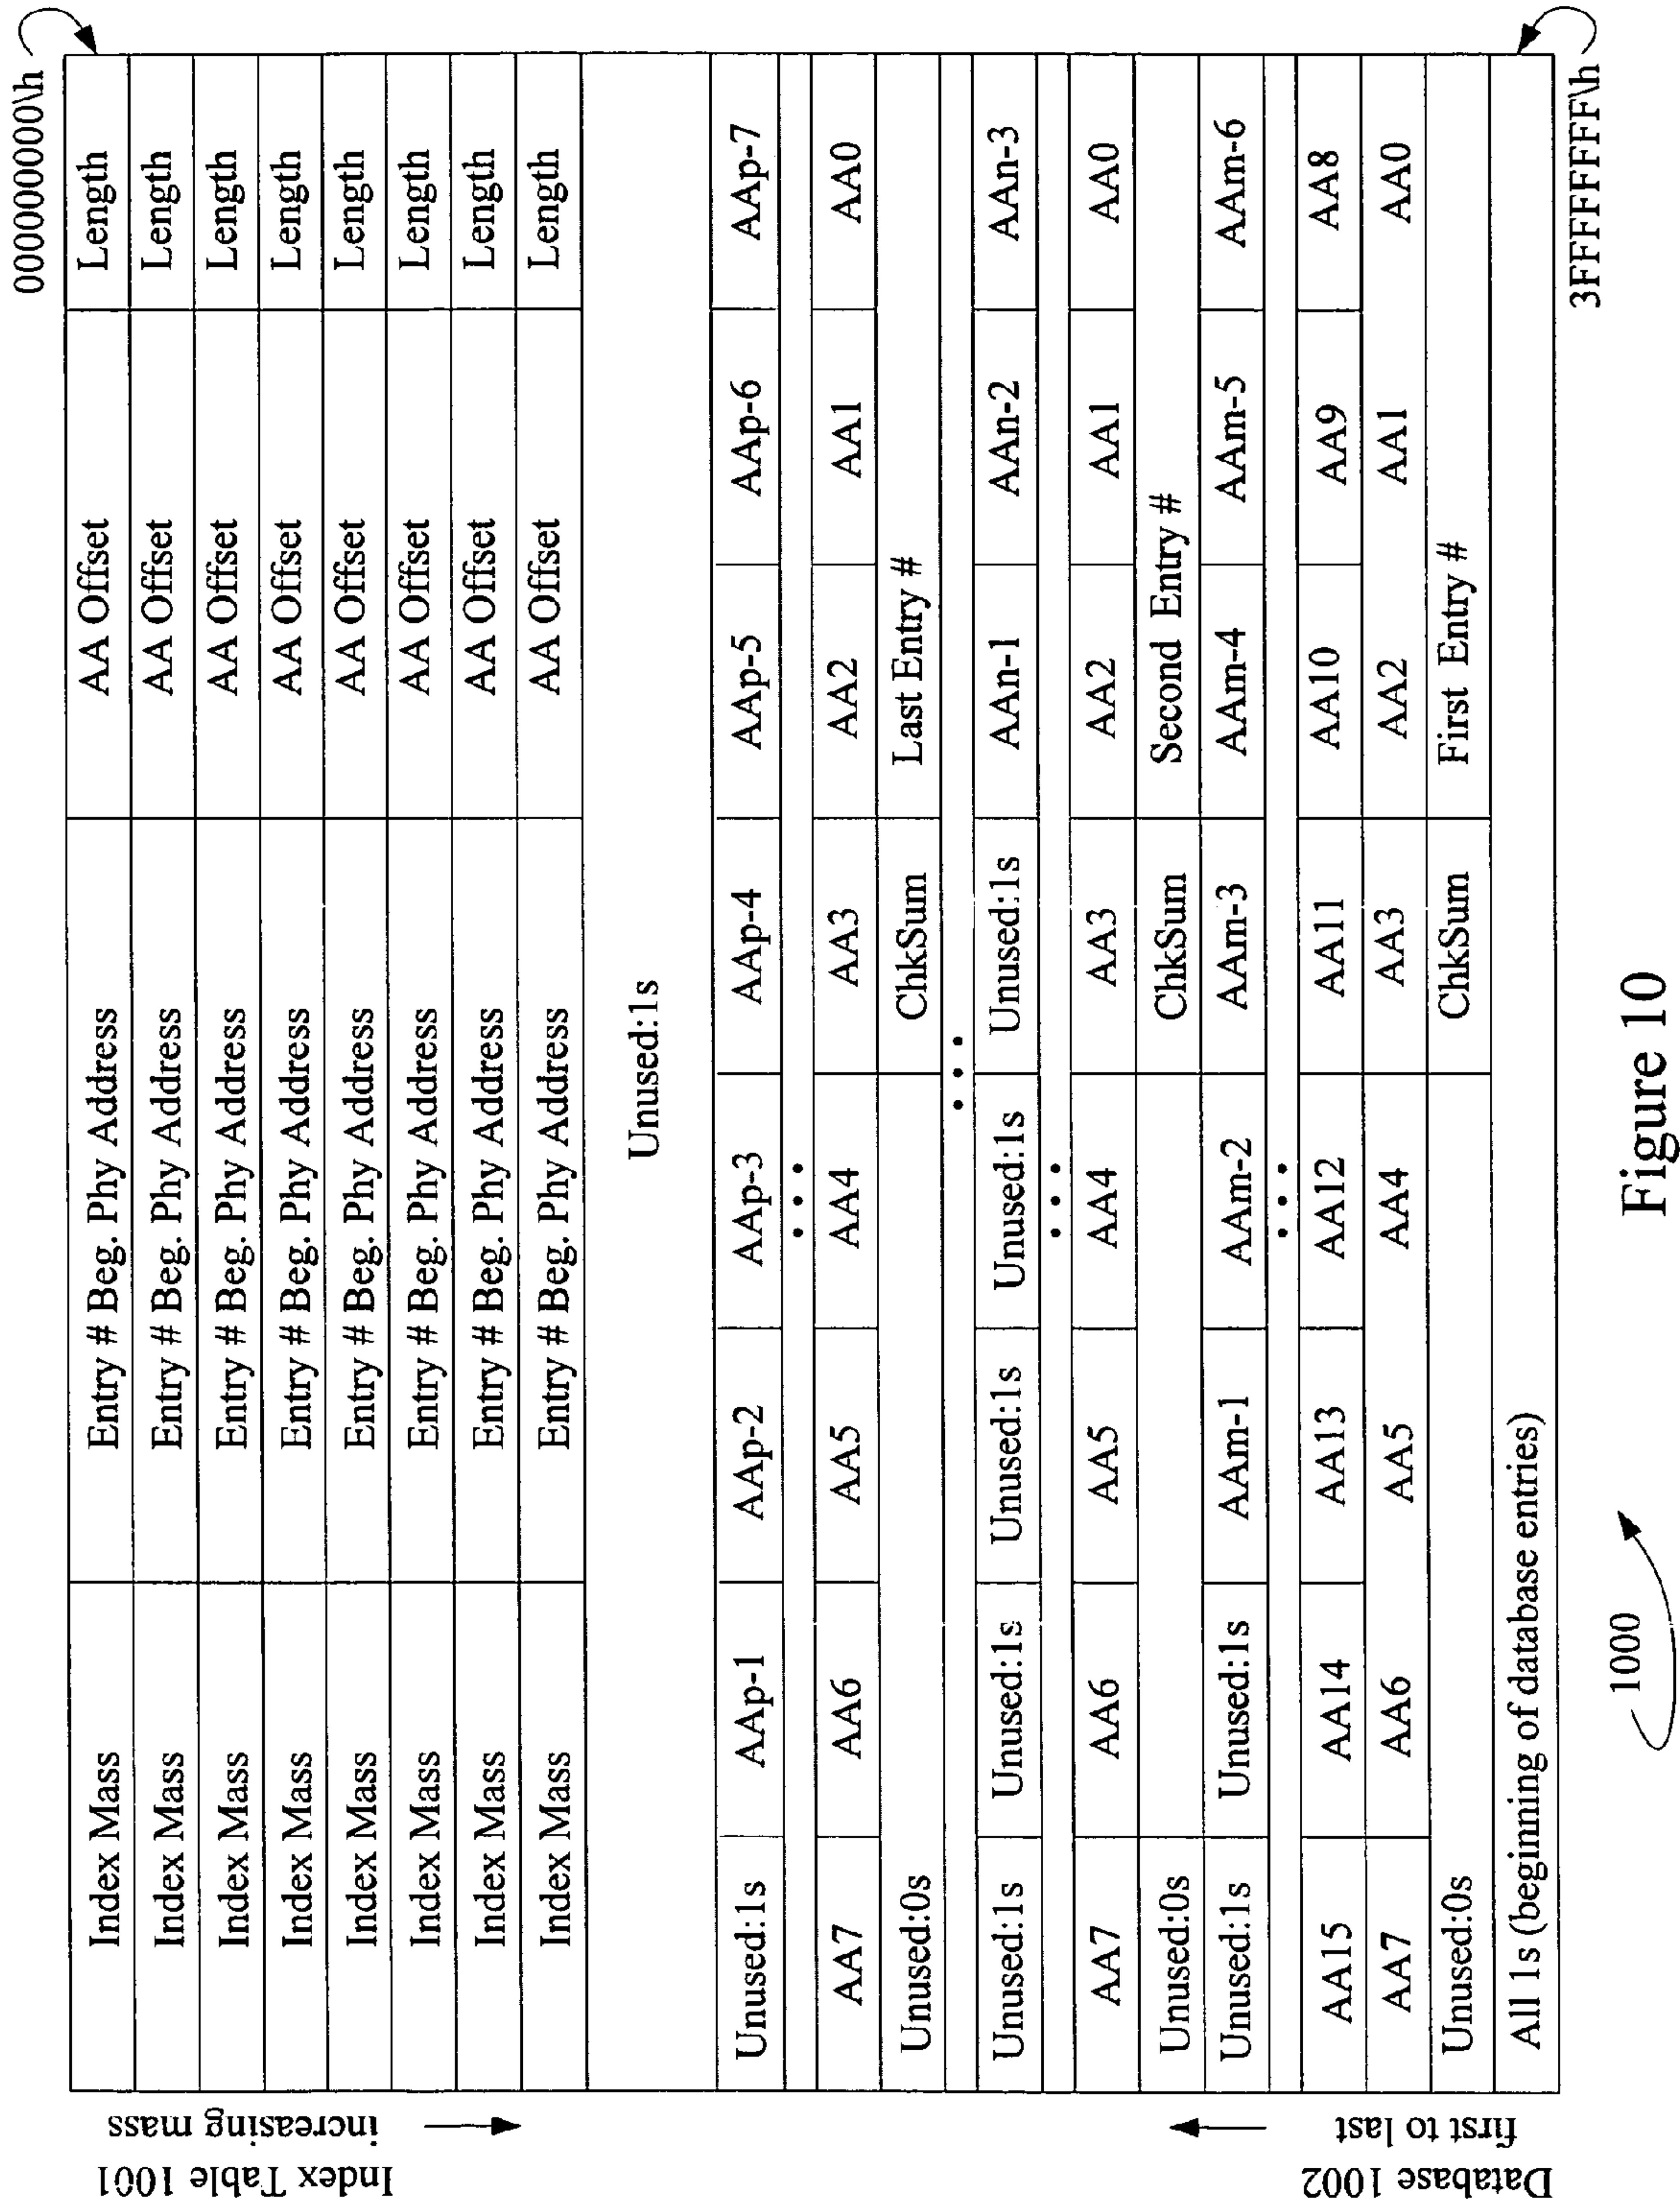 00000000\h
Index Table 1001
increasing mass
Index Mass Entry # Beg. Phy Address AA Offset Length
Index Mass Entry # Beg. Phy Address AA Offset Length
Index Mass Entry # Beg. Phy Address AA Offset Length
Index Mass Entry # Beg. Phy Address AA Offset Length
Index Mass Entry # Beg. Phy Address AA Offset Length
Index Mass Entry # Beg. Phy Address AA Offset Length
Index Mass Entry # Beg. Phy Address AA Offset Length
Index Mass Entry # Beg. Phy Address AA Offset Length
Unused:1s
Unused:1s AAp-1 AAp-2 AAp-3 AAp-4 AAp-5 AAp-6 AAp-7
• • •
AA7 AA6 AA5 AA4 AA3 AA2 AA1 AA0
Unused:0s ChkSum Last Entry #
• • •
Unused:1s Unused:1s Unused:1s Unused:1s Unused:1s AAn-1 AAn-2 AAn-3
• • •
AA7 AA6 AA5 AA4 AA3 AA2 AA1 AA0
Unused:0s ChkSum Second Entry #
Unused:1s Unused:1s AAm-1 AAm-2 AAm-3 AAm-4 AAm-5 AAm-6
• • •
AA15 AA14 AA13 AA12 AA11 AA10 AA9 AA8
AA7 AA6 AA5 AA4 AA3 AA2 AA1 AA0
Unused:0s ChkSum First Entry #
All 1s (beginning of database entries)
Database 1002
first to last
3FFFFFFF\h
1000
Figure 10